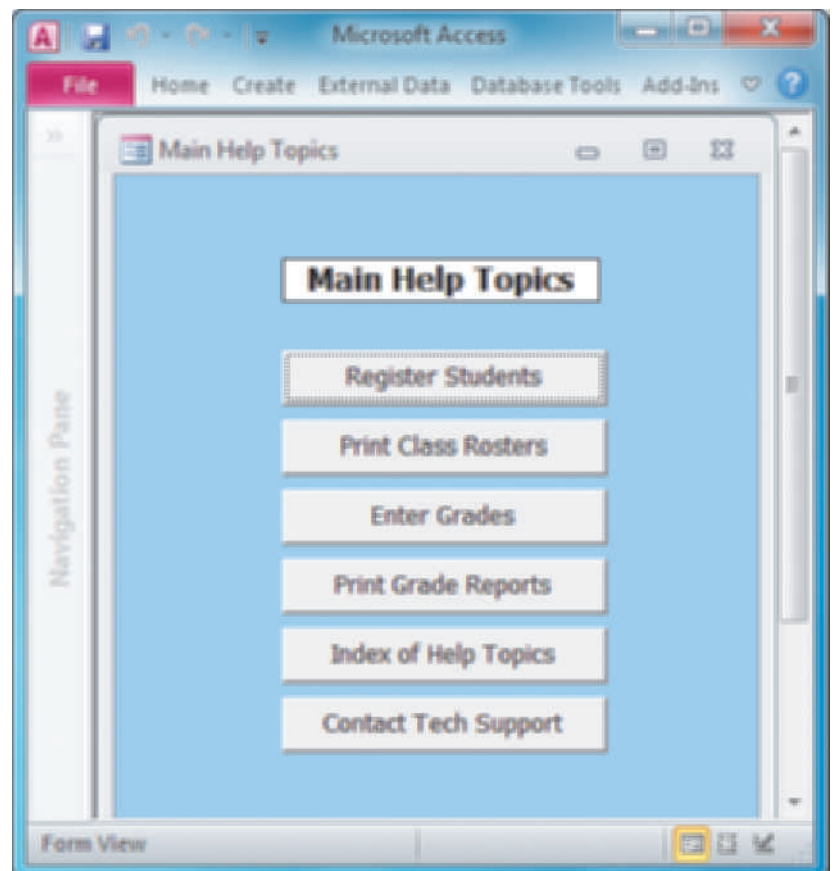 Microsoft Access
File Home Create External Data Database Tools Add-Ins
Main Help Topics
Main Help Topics
Register Students
Print Class Rosters
Enter Grades
Print Grade Reports
Index of Help Topics
Contact Tech Support
Navigation Pane
Form View